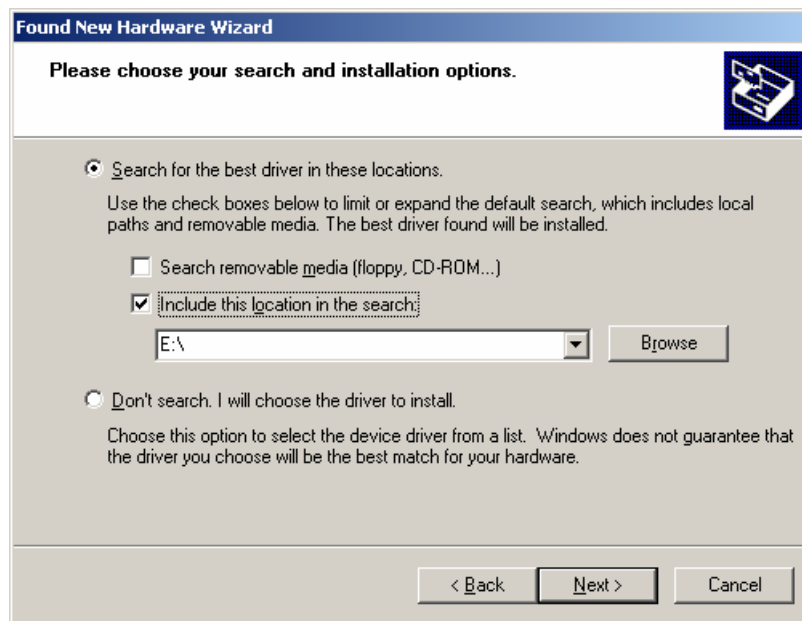 Found New Hardware Wizard
Please choose your search and installation options.
Search for the best driver in these locations.
Use the check boxes below to limit or expand the default search, which includes local
paths and removable media. The best driver found will be installed.
Search removable media (floppy, CD-ROM...)
Include this location in the search:
E:\
Browse
Don't search. I will choose the driver to install.
Choose this option to select the device driver from a list.  Windows does not guarantee that
the driver you choose will be the best match for your hardware.
< Back
Next >
Cancel